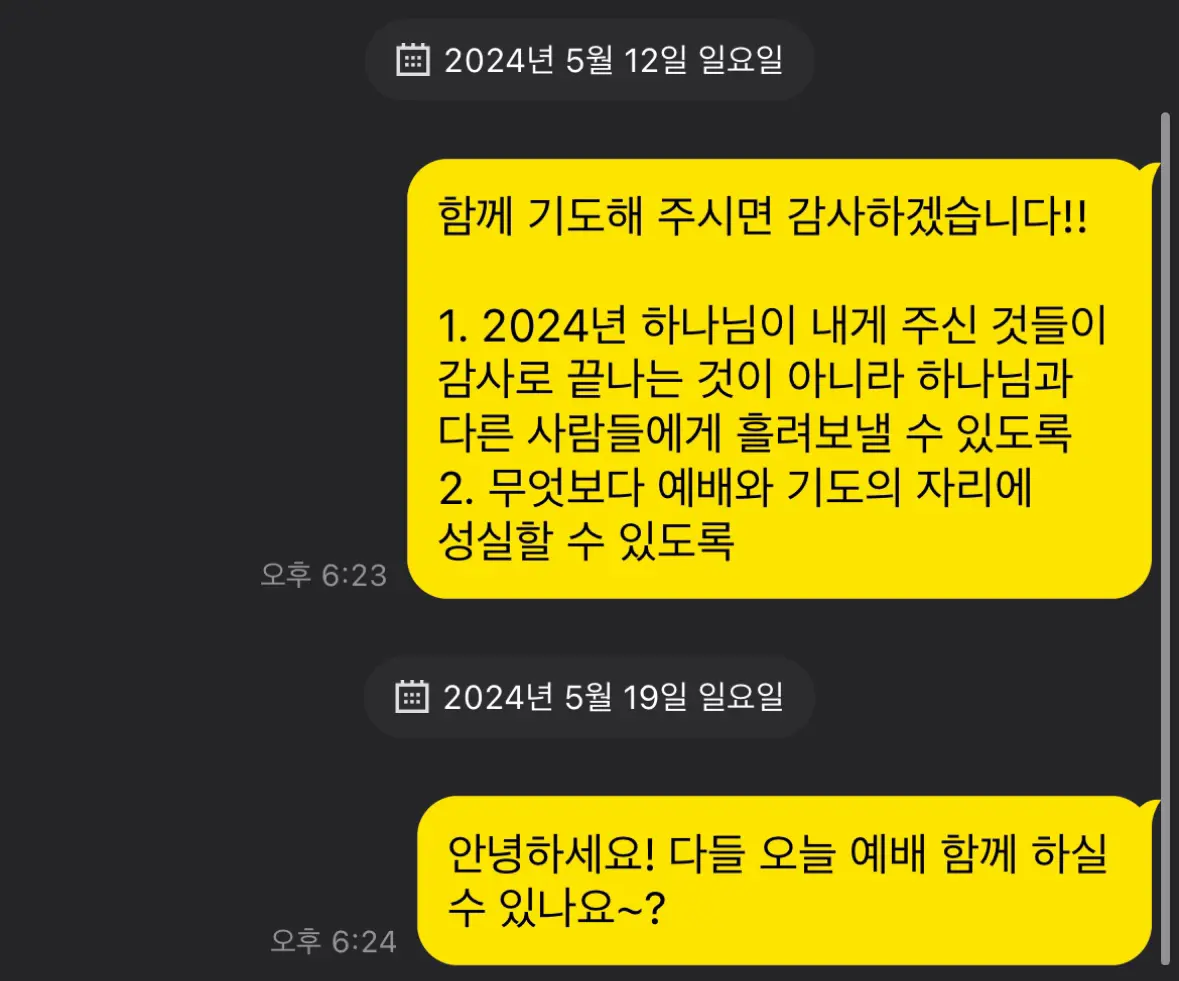 2024년 5월 12일 일요일
함께 기도해 주시면 감사하겠습니다!!
1. 2024년 하나님이 내게 주신 것들이
감사로 끝나는 것이 아니라 하나님과
다른 사람들에게 흘려보낼 수 있도록
2. 무엇보다 예배와 기도의 자리에
성실할 수 있도록
오후 6:23
2024년 5월 19일 일요일
안녕하세요! 다들 오늘 예배 함께 하실
수 있나요~?
오후 6:24